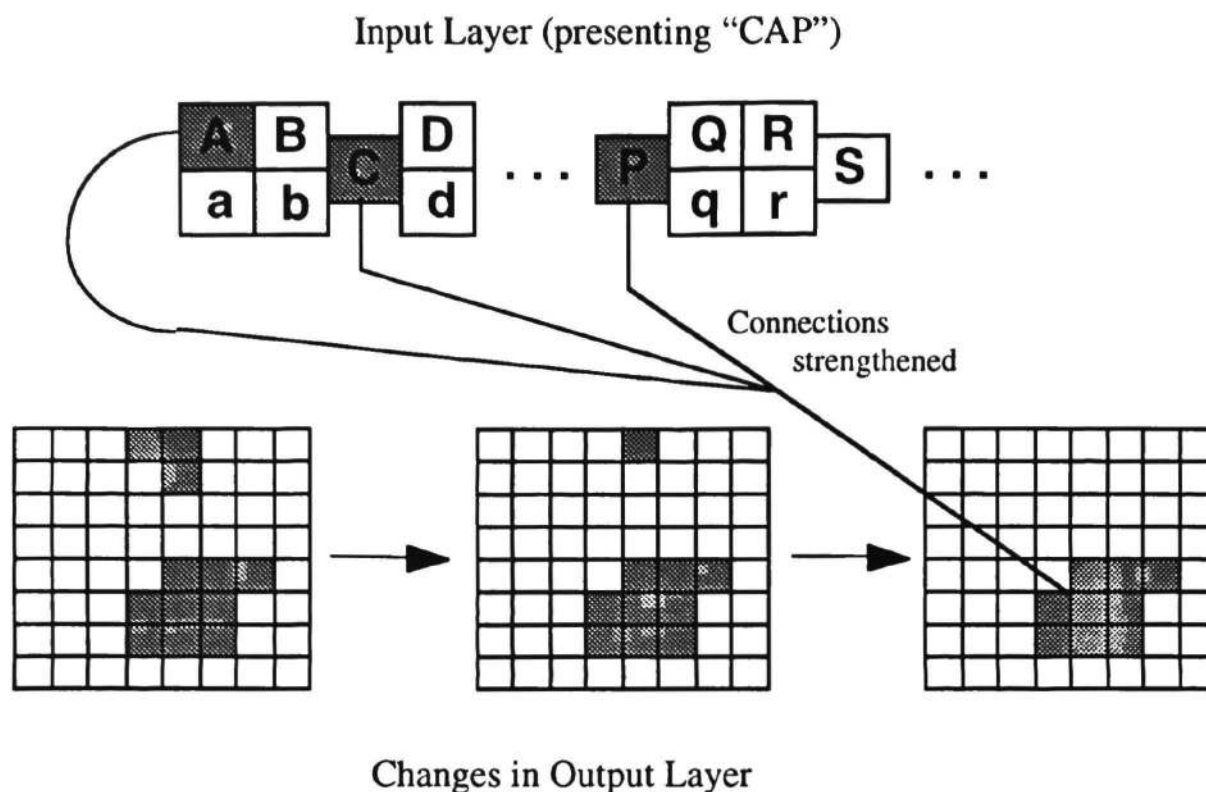 Input Layer (presenting “CAP”)
A B C D ... P Q R S ...
a b d q r
Connections
strengthened
Changes in Output Layer